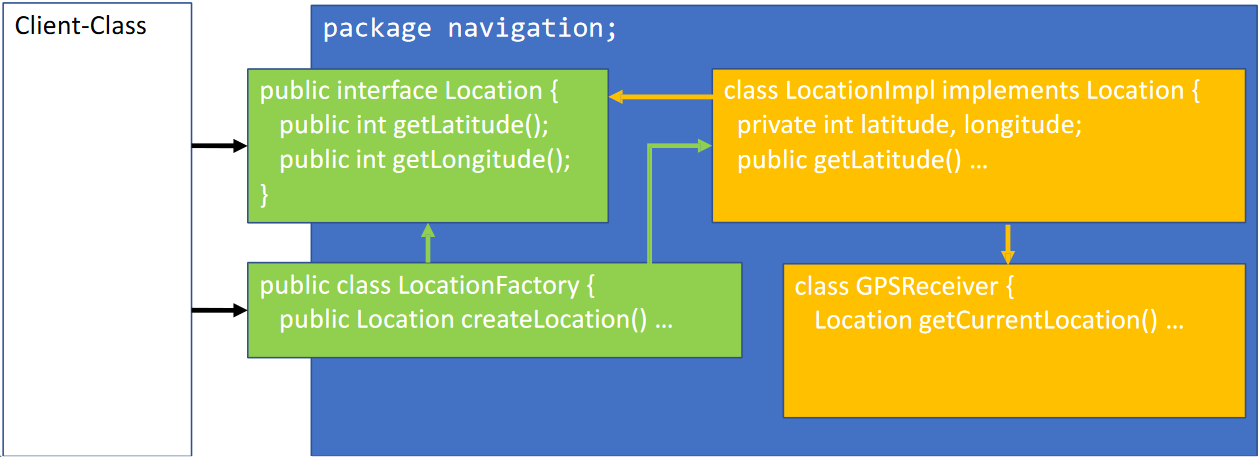 Client-Class
package navigation;
public interface Location {
public int getLatitude();
public int getLongitude();
}
class LocationImpl implements Location {
private int latitude, longitude;
public getLatitude() …
public class LocationFactory {
public Location createLocation() …
class GPSReceiver {
Location getCurrentLocation() …